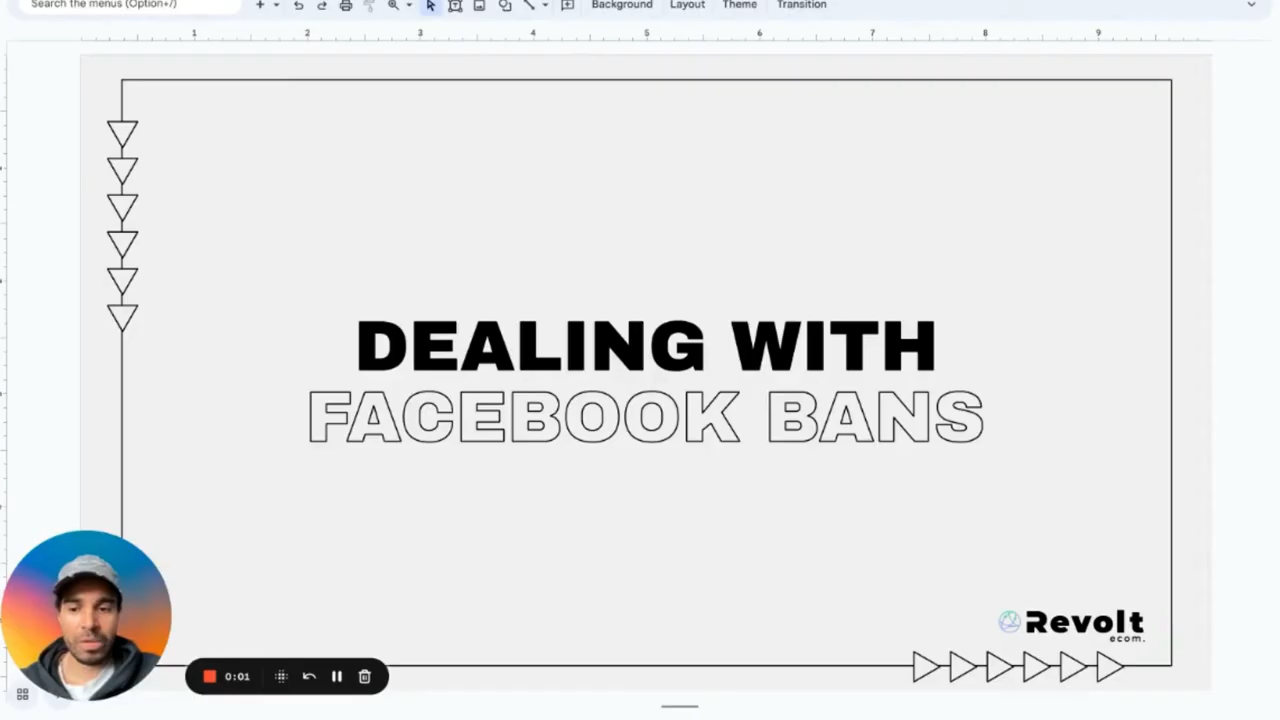 Search the menus (Option+/)
Background Layout Theme Transition
1 2 3 4 5 6 7 8 9
DEALING WITH
FACEBOOK BANS
Revolt
ecom.
0:01